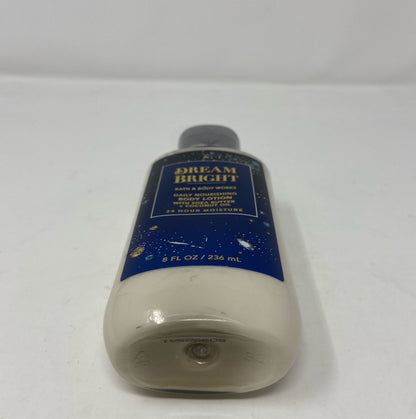 DREAM
BRIGHT
BATH & BODY WORKS
DAILY NOURISHING
BODY LOTION
WITH SHEA BUTTER
+ COCONUT OIL
24 HOUR MOISTURE
8 FL OZ / 236 mL